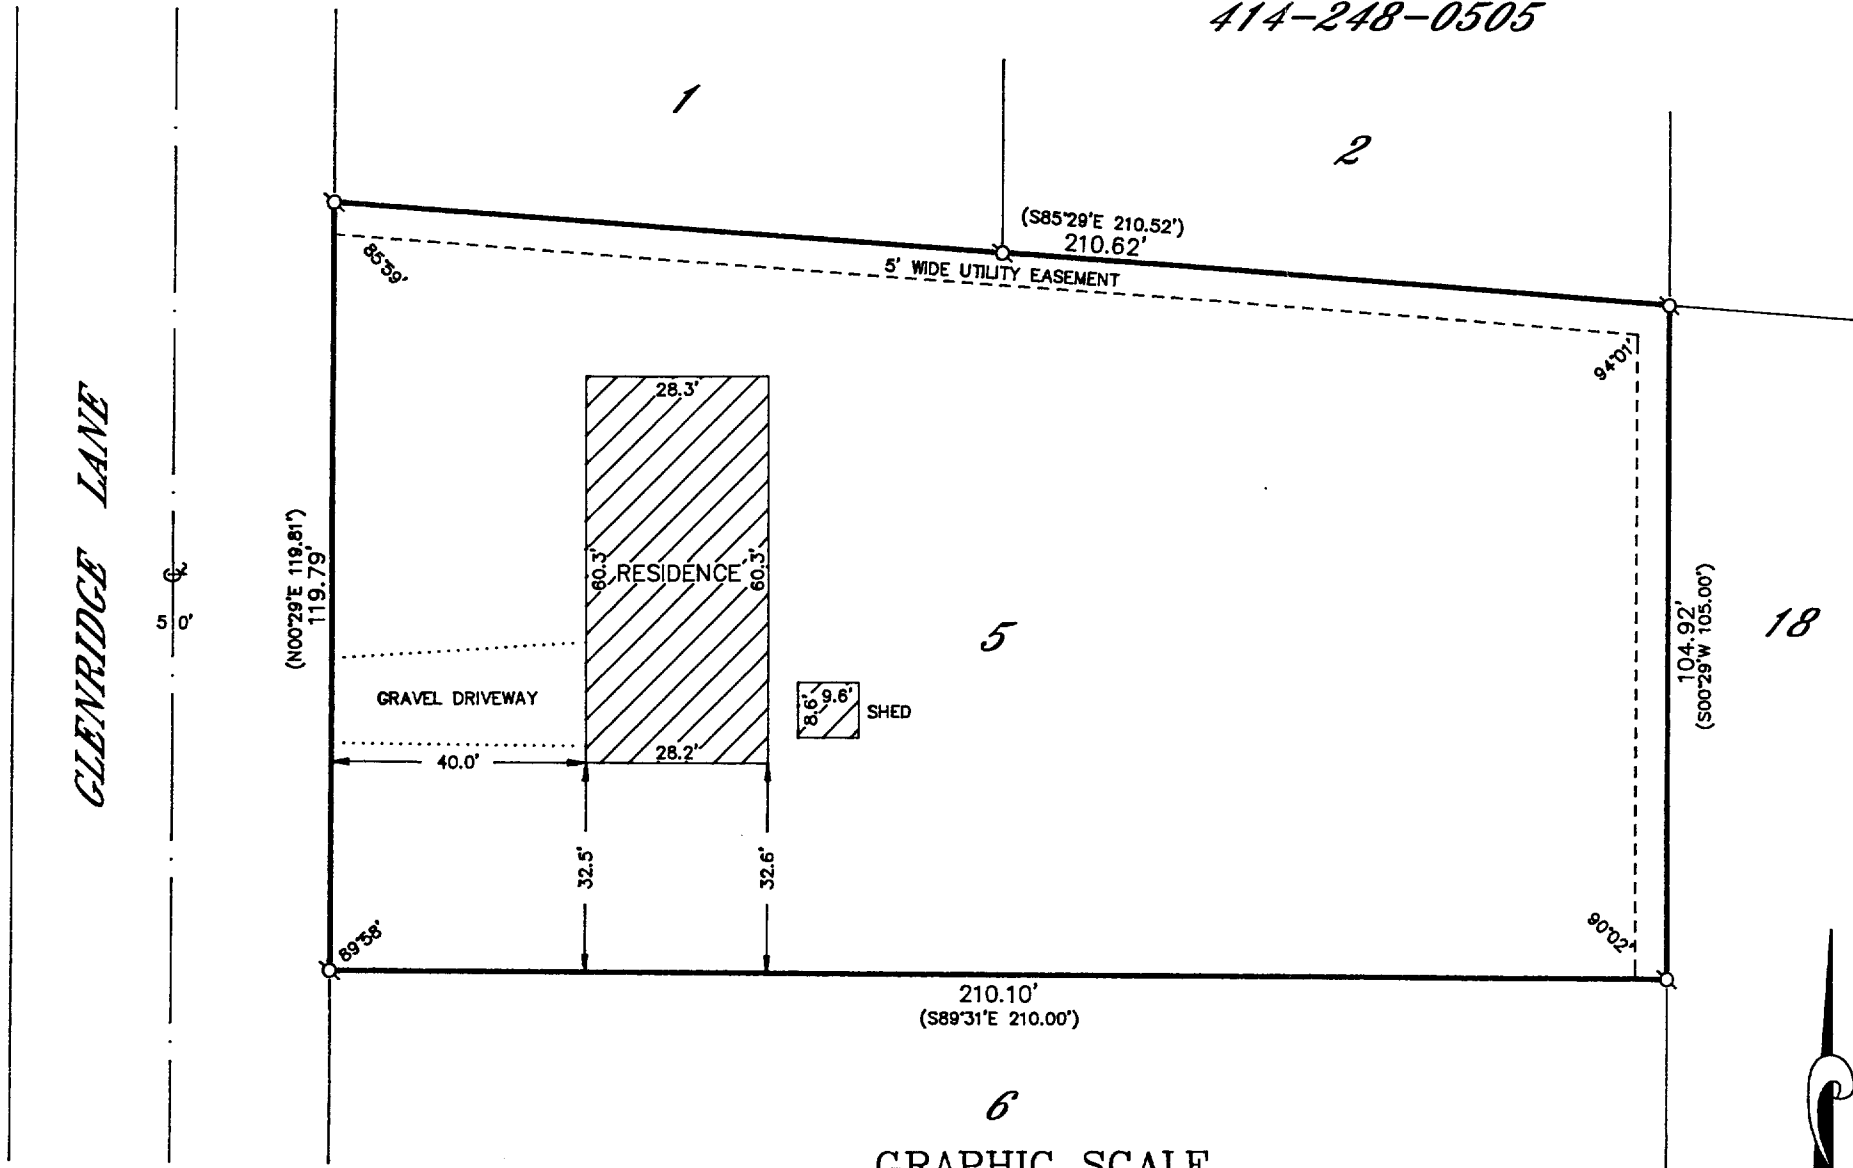 414-248-0505
1
2
(S85°29'E 210.52')
210.62'
5' WIDE UTILITY EASEMENT
85°59'
94°01'
28.3'
GLENRIDGE LANE
(N00°29'E 119.81')
119.79'
60.3'
RESIDENCE
60.3'
5 0'
5
104.92'
(S00°29'W 105.00')
18
GRAVEL DRIVEWAY
8.6'
9.6'
SHED
28.2'
40.0'
32.5'
32.6'
89°58'
90°02'
210.10'
(S89°31'E 210.00')
6
GRAPHIC SCALE